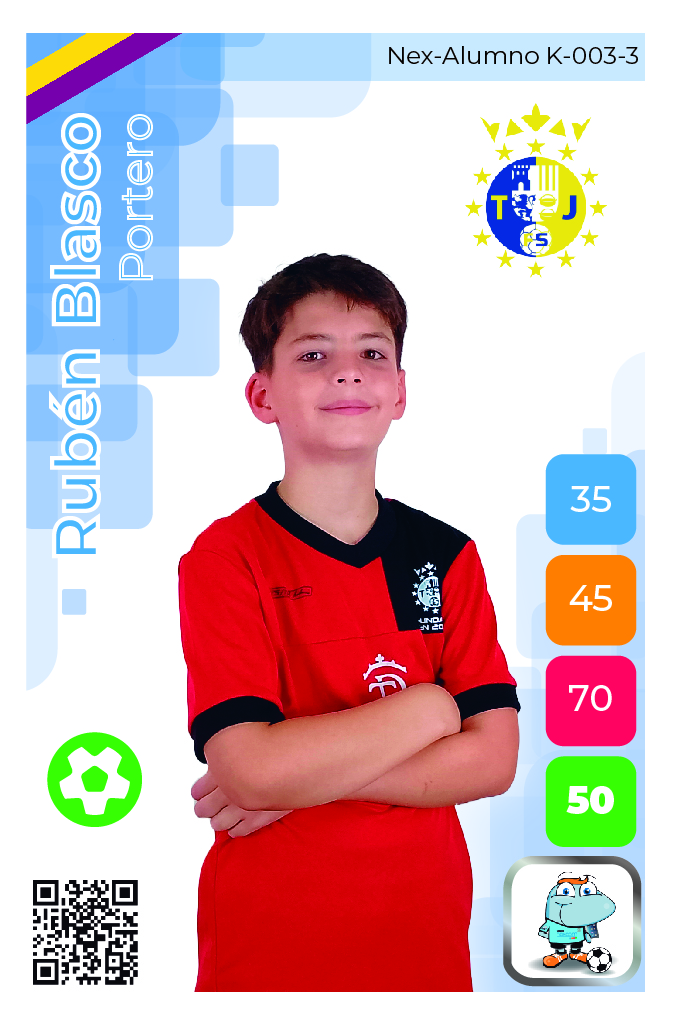 Nex-Alumno K-003-3
Rubén Blasco
Portero
T J
S
35
45
70
50